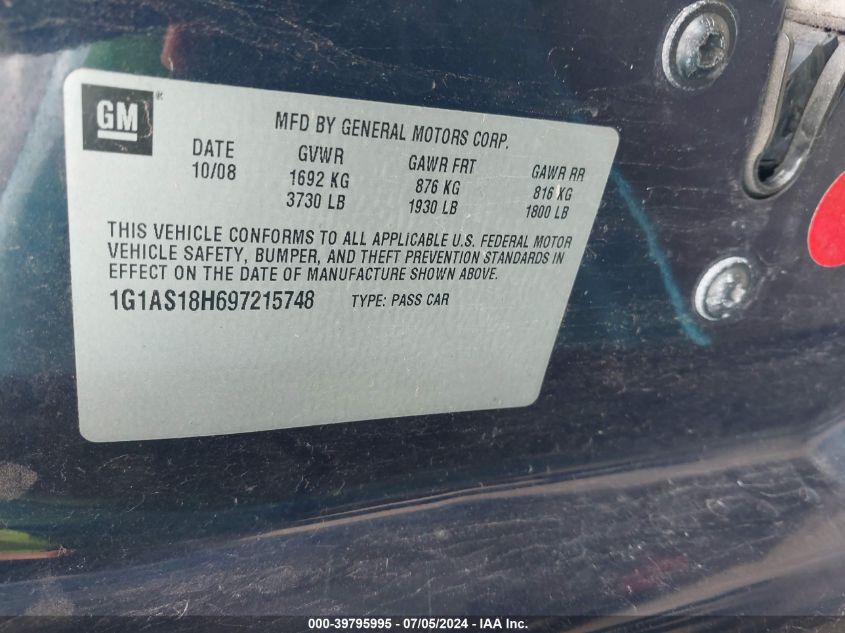 GM ®
MFD BY GENERAL MOTORS CORP.
DATE GVWR GAWR FRT GAWR RR
10/08 1692 KG 876 KG 816 KG
3730 LB 1930 LB 1800 LB
THIS VEHICLE CONFORMS TO ALL APPLICABLE U.S. FEDERAL MOTOR
VEHICLE SAFETY, BUMPER, AND THEFT PREVENTION STANDARDS IN
EFFECT ON THE DATE OF MANUFACTURE SHOWN ABOVE.
1G1AS18H697215748 TYPE: PASS CAR
000-39795995 - 07/05/2024 - IAA Inc.